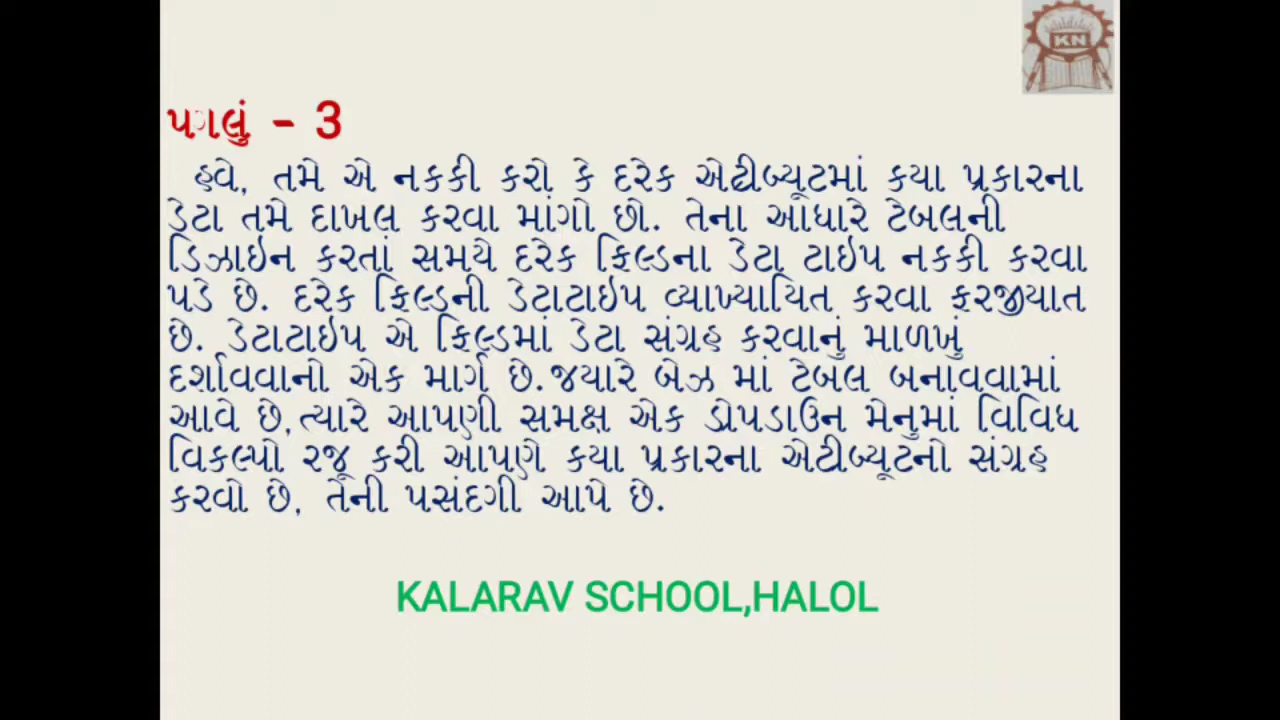 KN
પગલું - 3
હવે, તમે એ નકકી કરો કે દરેક એટ્રીબ્યૂટમાં કયા પ્રકારના
ડેટા તમે દાખલ કરવા માંગો છો. તેના આધારે ટેબલની
ડિઝાઇન કરતાં સમયે દરેક ફિલ્ડના ડેટા ટાઇપ નકકી કરવા
પડે છે. દરેક ફિલ્ડની ડેટાટાઇપ વ્યાખ્યાયિત કરવા ફરજીયાત
છે. ડેટાટાઇપ એ ફિલ્ડમાં ડેટા સંગ્રહ કરવાનું માળખું
દર્શાવવાનો એક માર્ગ છે.જયારે બેઝ માં ટેબલ બનાવવામાં
આવે છે,ત્યારે આપણી સમક્ષ એક ડ્રોપડાઉન મેનુમાં વિવિધ
વિકલ્પો રજૂ કરી આપણે કયા પ્રકારના એટીબ્યૂટનો સંગ્રહ
કરવો છે, તેની પસંદગી આપે છે.
KALARAV SCHOOL,HALOL